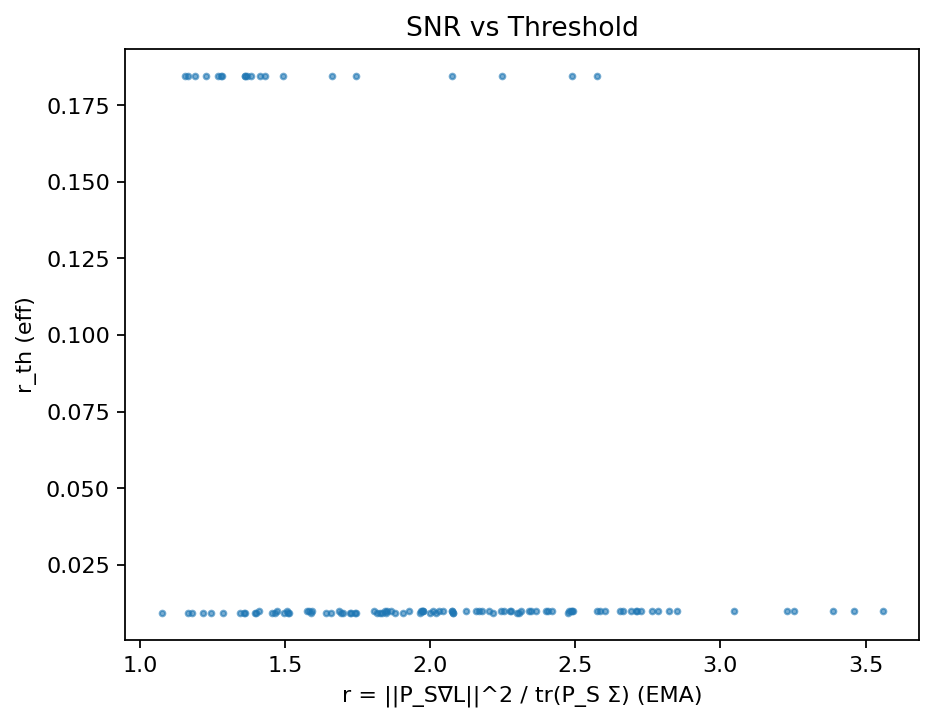 SNR vs Threshold
0.175
0.150
0.125
0.100
0.075
0.050
0.025
r_th (eff)
1.0 1.5 2.0 2.5 3.0 3.5
r = ||P_S∇L||^2 / tr(P_S Σ) (EMA)